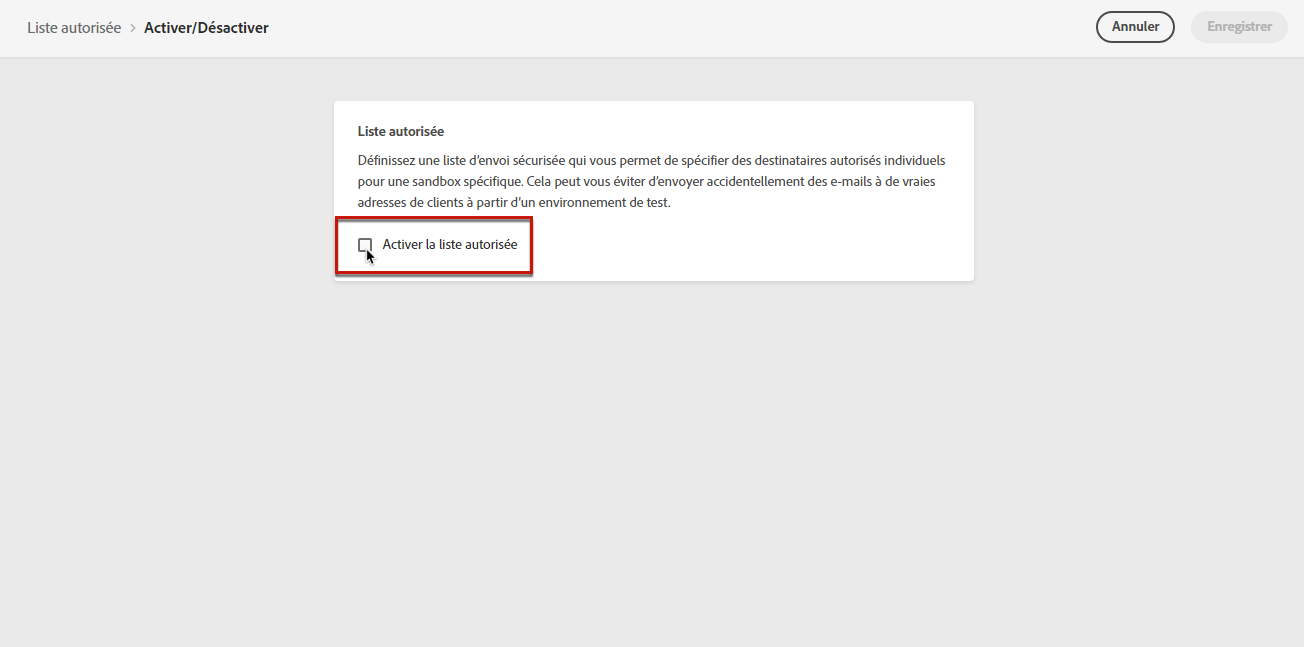 Liste autorisée > Activer/Désactiver
Annuler
Enregistrer
Liste autorisée
Définissez une liste d’envoi sécurisée qui vous permet de spécifier des destinataires autorisés individuels
pour une sandbox spécifique. Cela peut vous éviter d’envoyer accidentellement des e-mails à de vraies
adresses de clients à partir d’un environnement de test.
Activer la liste autorisée